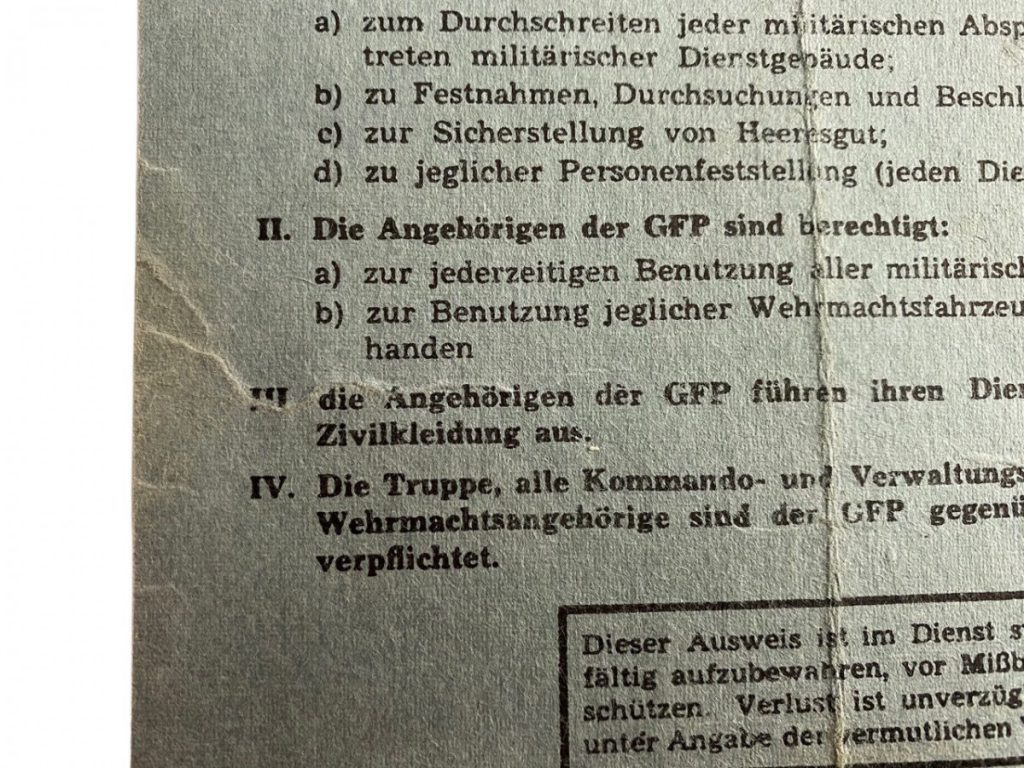 a) zum Durchschreiten jeder militärischen Absp
treten militärischer Dienstgebäude;
b) zu Festnahmen, Durchsuchungen und Beschl
c) zur Sicherstellung von Heeresgut;
d) zu jeglicher Personenfeststellung (jeden Die
II. Die Angehörigen der GFP sind berechtigt:
a) zur jederzeitigen Benutzung aller militärisch
b) zur Benutzung jeglicher Wehrmachtsfahrzeu
handen
III die Angehörigen der GFP führen ihren Dien
Zivilkleidung aus.
IV. Die Truppe, alle Kommando- und Verwaltungs
Wehrmachtsangehörige sind der GFP gegenü
verpflichtet.
Dieser Ausweis ist im Dienst s
fältig aufzubewahren, vor Mißb
schützen. Verlust ist unverzüg
unter Angabe der vermutlichen